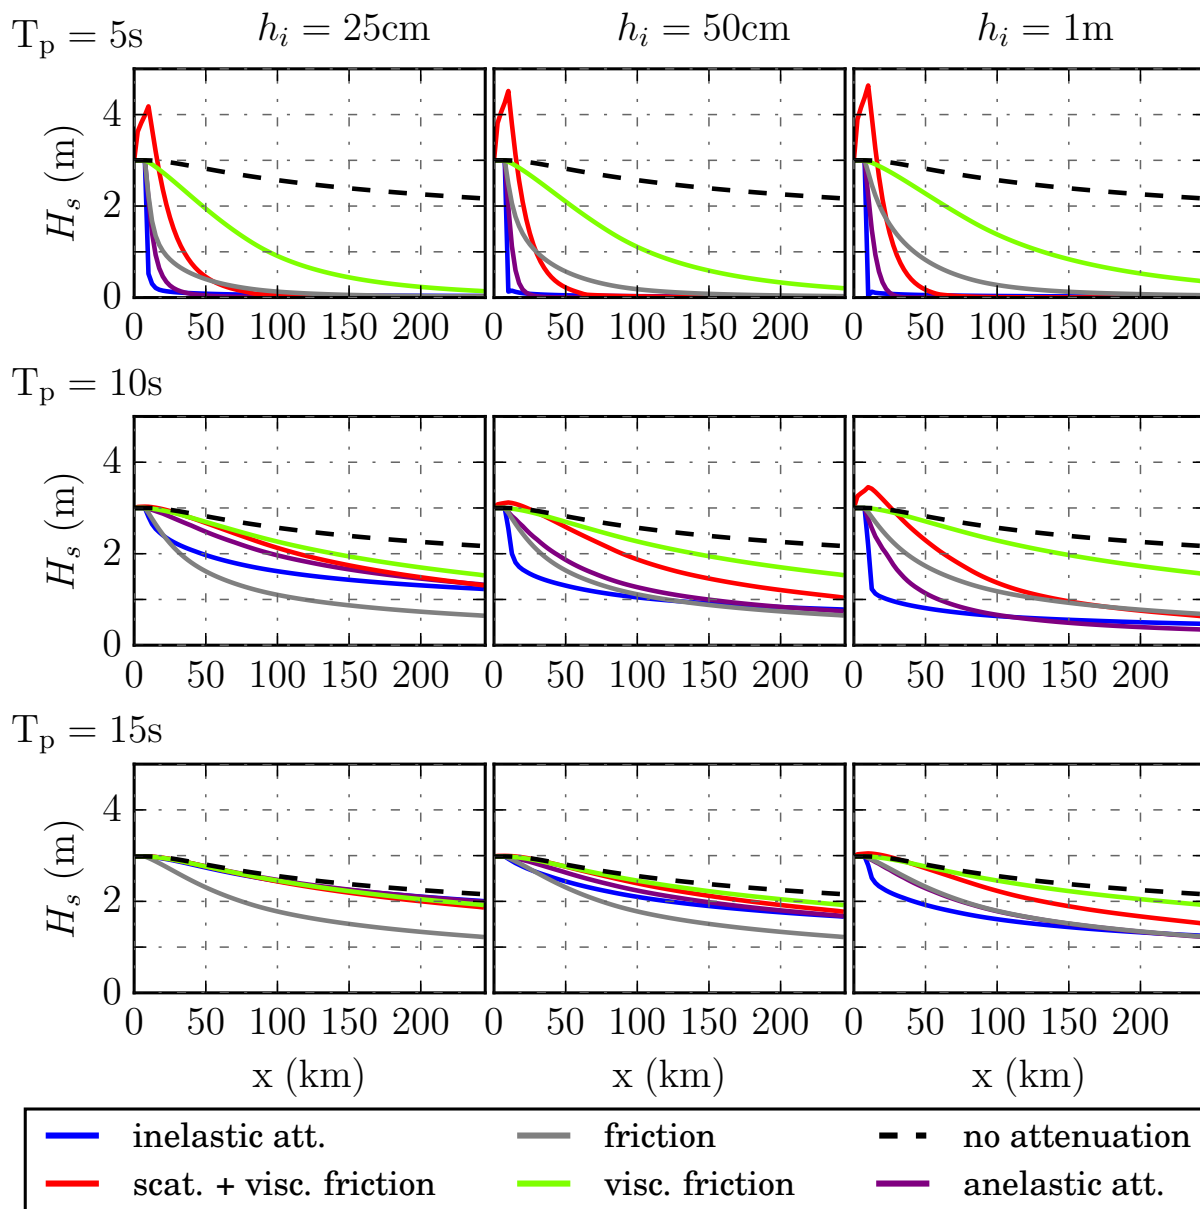 T_p = 5s h_i = 25cm h_i = 50cm h_i = 1m
H_s (m)
4
2
0
0 50 100 150 200 0 50 100 150 200 0 50 100 150 200
T_p = 10s
H_s (m)
4
2
0
0 50 100 150 200 0 50 100 150 200 0 50 100 150 200
T_p = 15s
H_s (m)
4
2
0
0 50 100 150 200 0 50 100 150 200 0 50 100 150 200
x (km) x (km) x (km)
inelastic att. friction no attenuation
scat. + visc. friction visc. friction anelastic att.